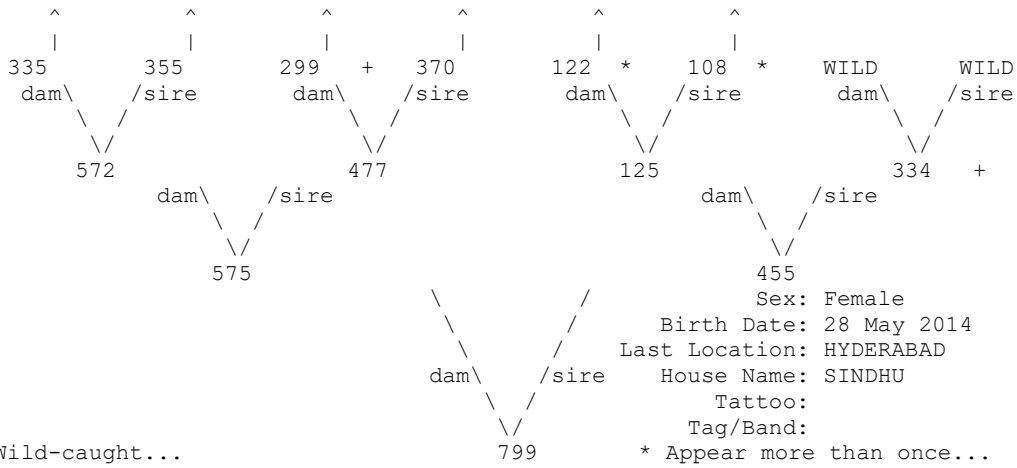 ^ ^ ^ ^ ^ ^
| | | | | |
335 355 299 + 370 122 * 108 * WILD WILD
dam\ /sire dam\ /sire dam\ /sire dam\ /sire
\ / \ / \ / \ /
\/ \/ \/ \/
572 477 125 334 +
dam\ /sire dam\ /sire
\ / \ /
\/ \/
575 455
\ / Sex: Female
\ / Birth Date: 28 May 2014
\ / Last Location: HYDERABAD
dam\ /sire House Name: SINDHU
\ / Tattoo:
\/ Tag/Band:
Wild-caught... 799 * Appear more than once...